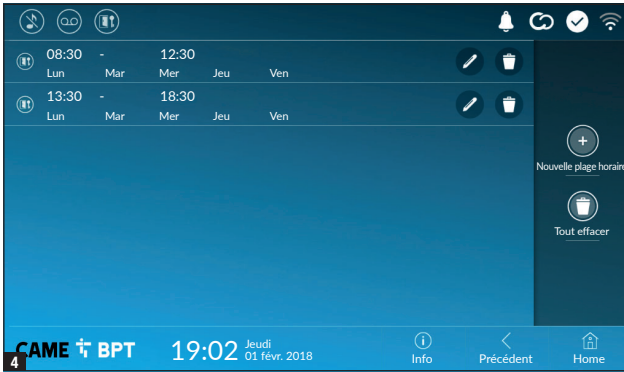 08:30 - 12:30
Lun Mar Mer Jeu Ven
13:30 - 18:30
Lun Mar Mer Jeu Ven
Nouvelle plage horaire
Tout effacer
CAME BPT
19:02
Jeudi
01 févr. 2018
Info
Précédent
Home
4